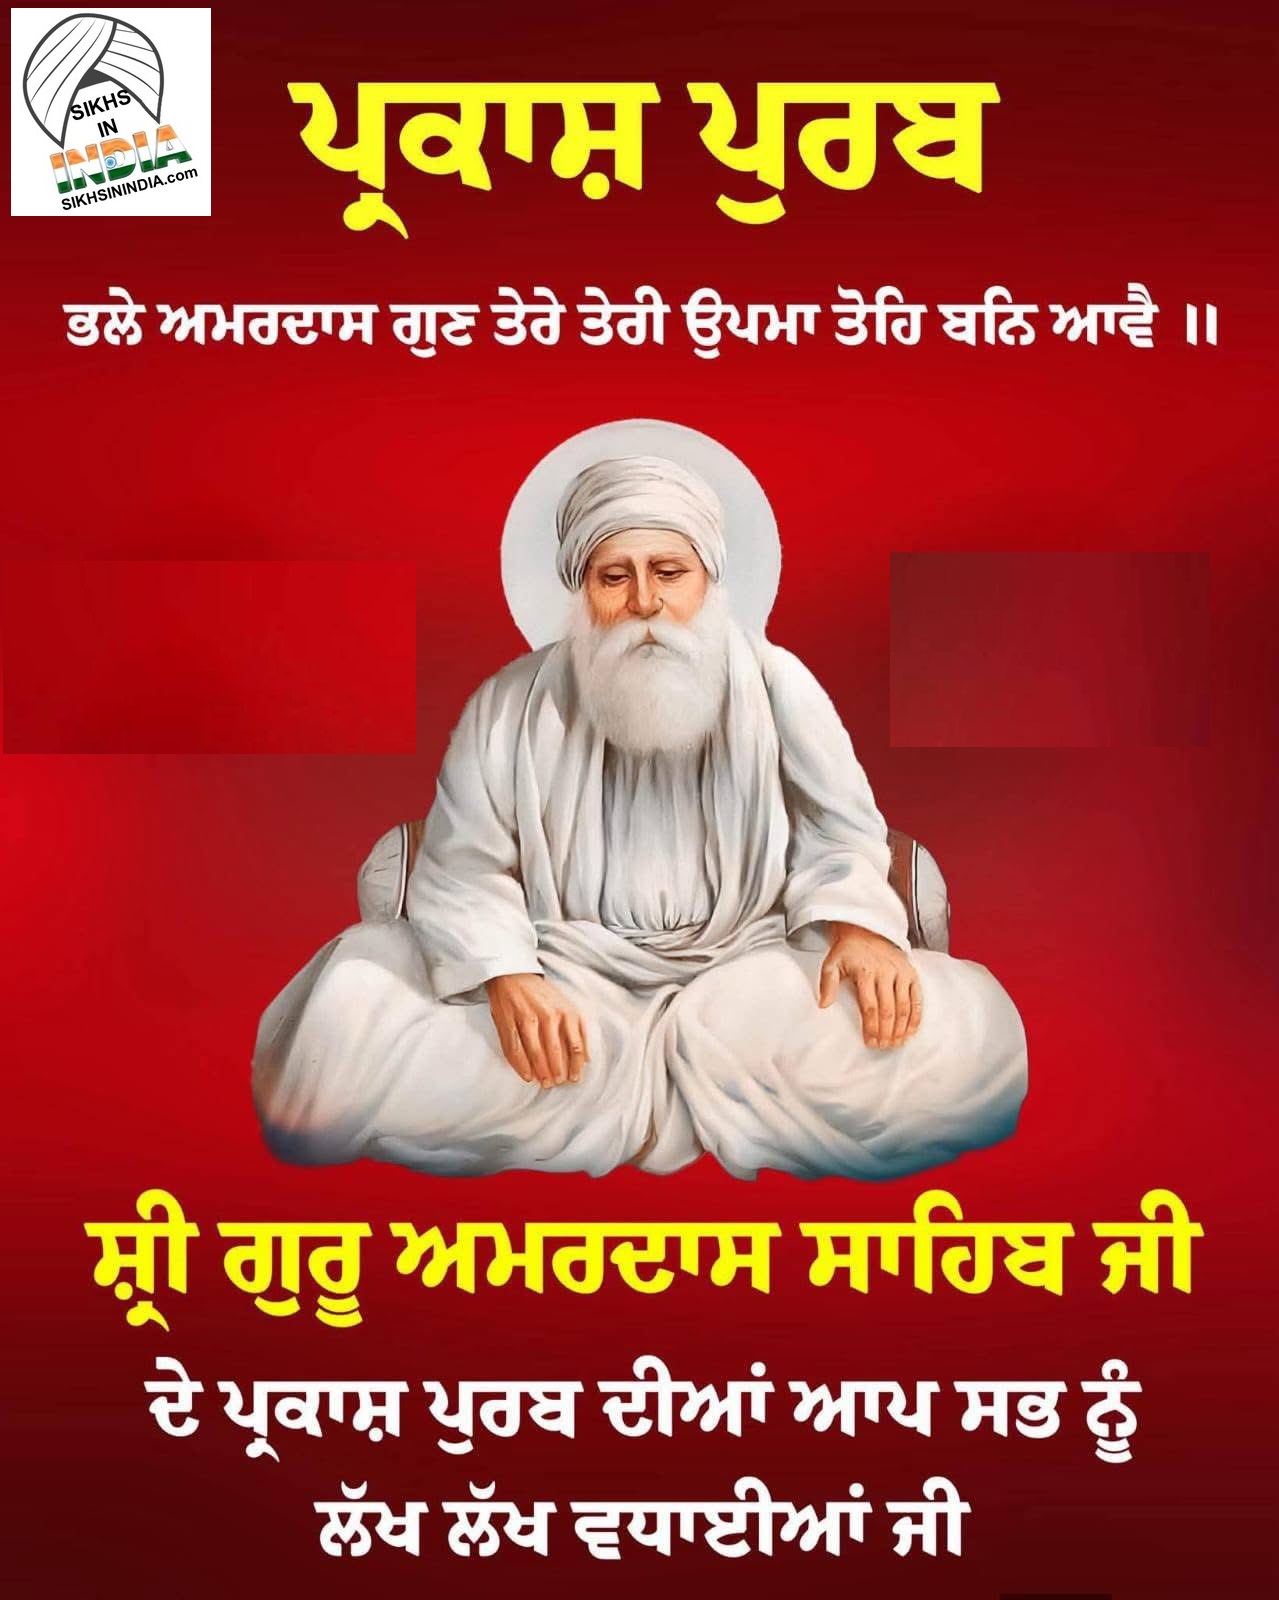 SIKHS
IN
INDIA
SIKHSININDIA.com
ਪ੍ਰਕਾਸ਼ ਪੁਰਬ
ਭਲੇ ਅਮਰਦਾਸ ਗੁਣ ਤੇਰੇ ਤੇਰੀ ਉਪਮਾ ਤੋਹਿ ਬਨਿ ਆਵੈ ॥
ਸ਼੍ਰੀ ਗੁਰੂ ਅਮਰਦਾਸ ਸਾਹਿਬ ਜੀ
ਦੇ ਪ੍ਰਕਾਸ਼ ਪੁਰਬ ਦੀਆਂ ਆਪ ਸਭ ਨੂੰ
ਲੱਖ ਲੱਖ ਵਧਾਈਆਂ ਜੀ